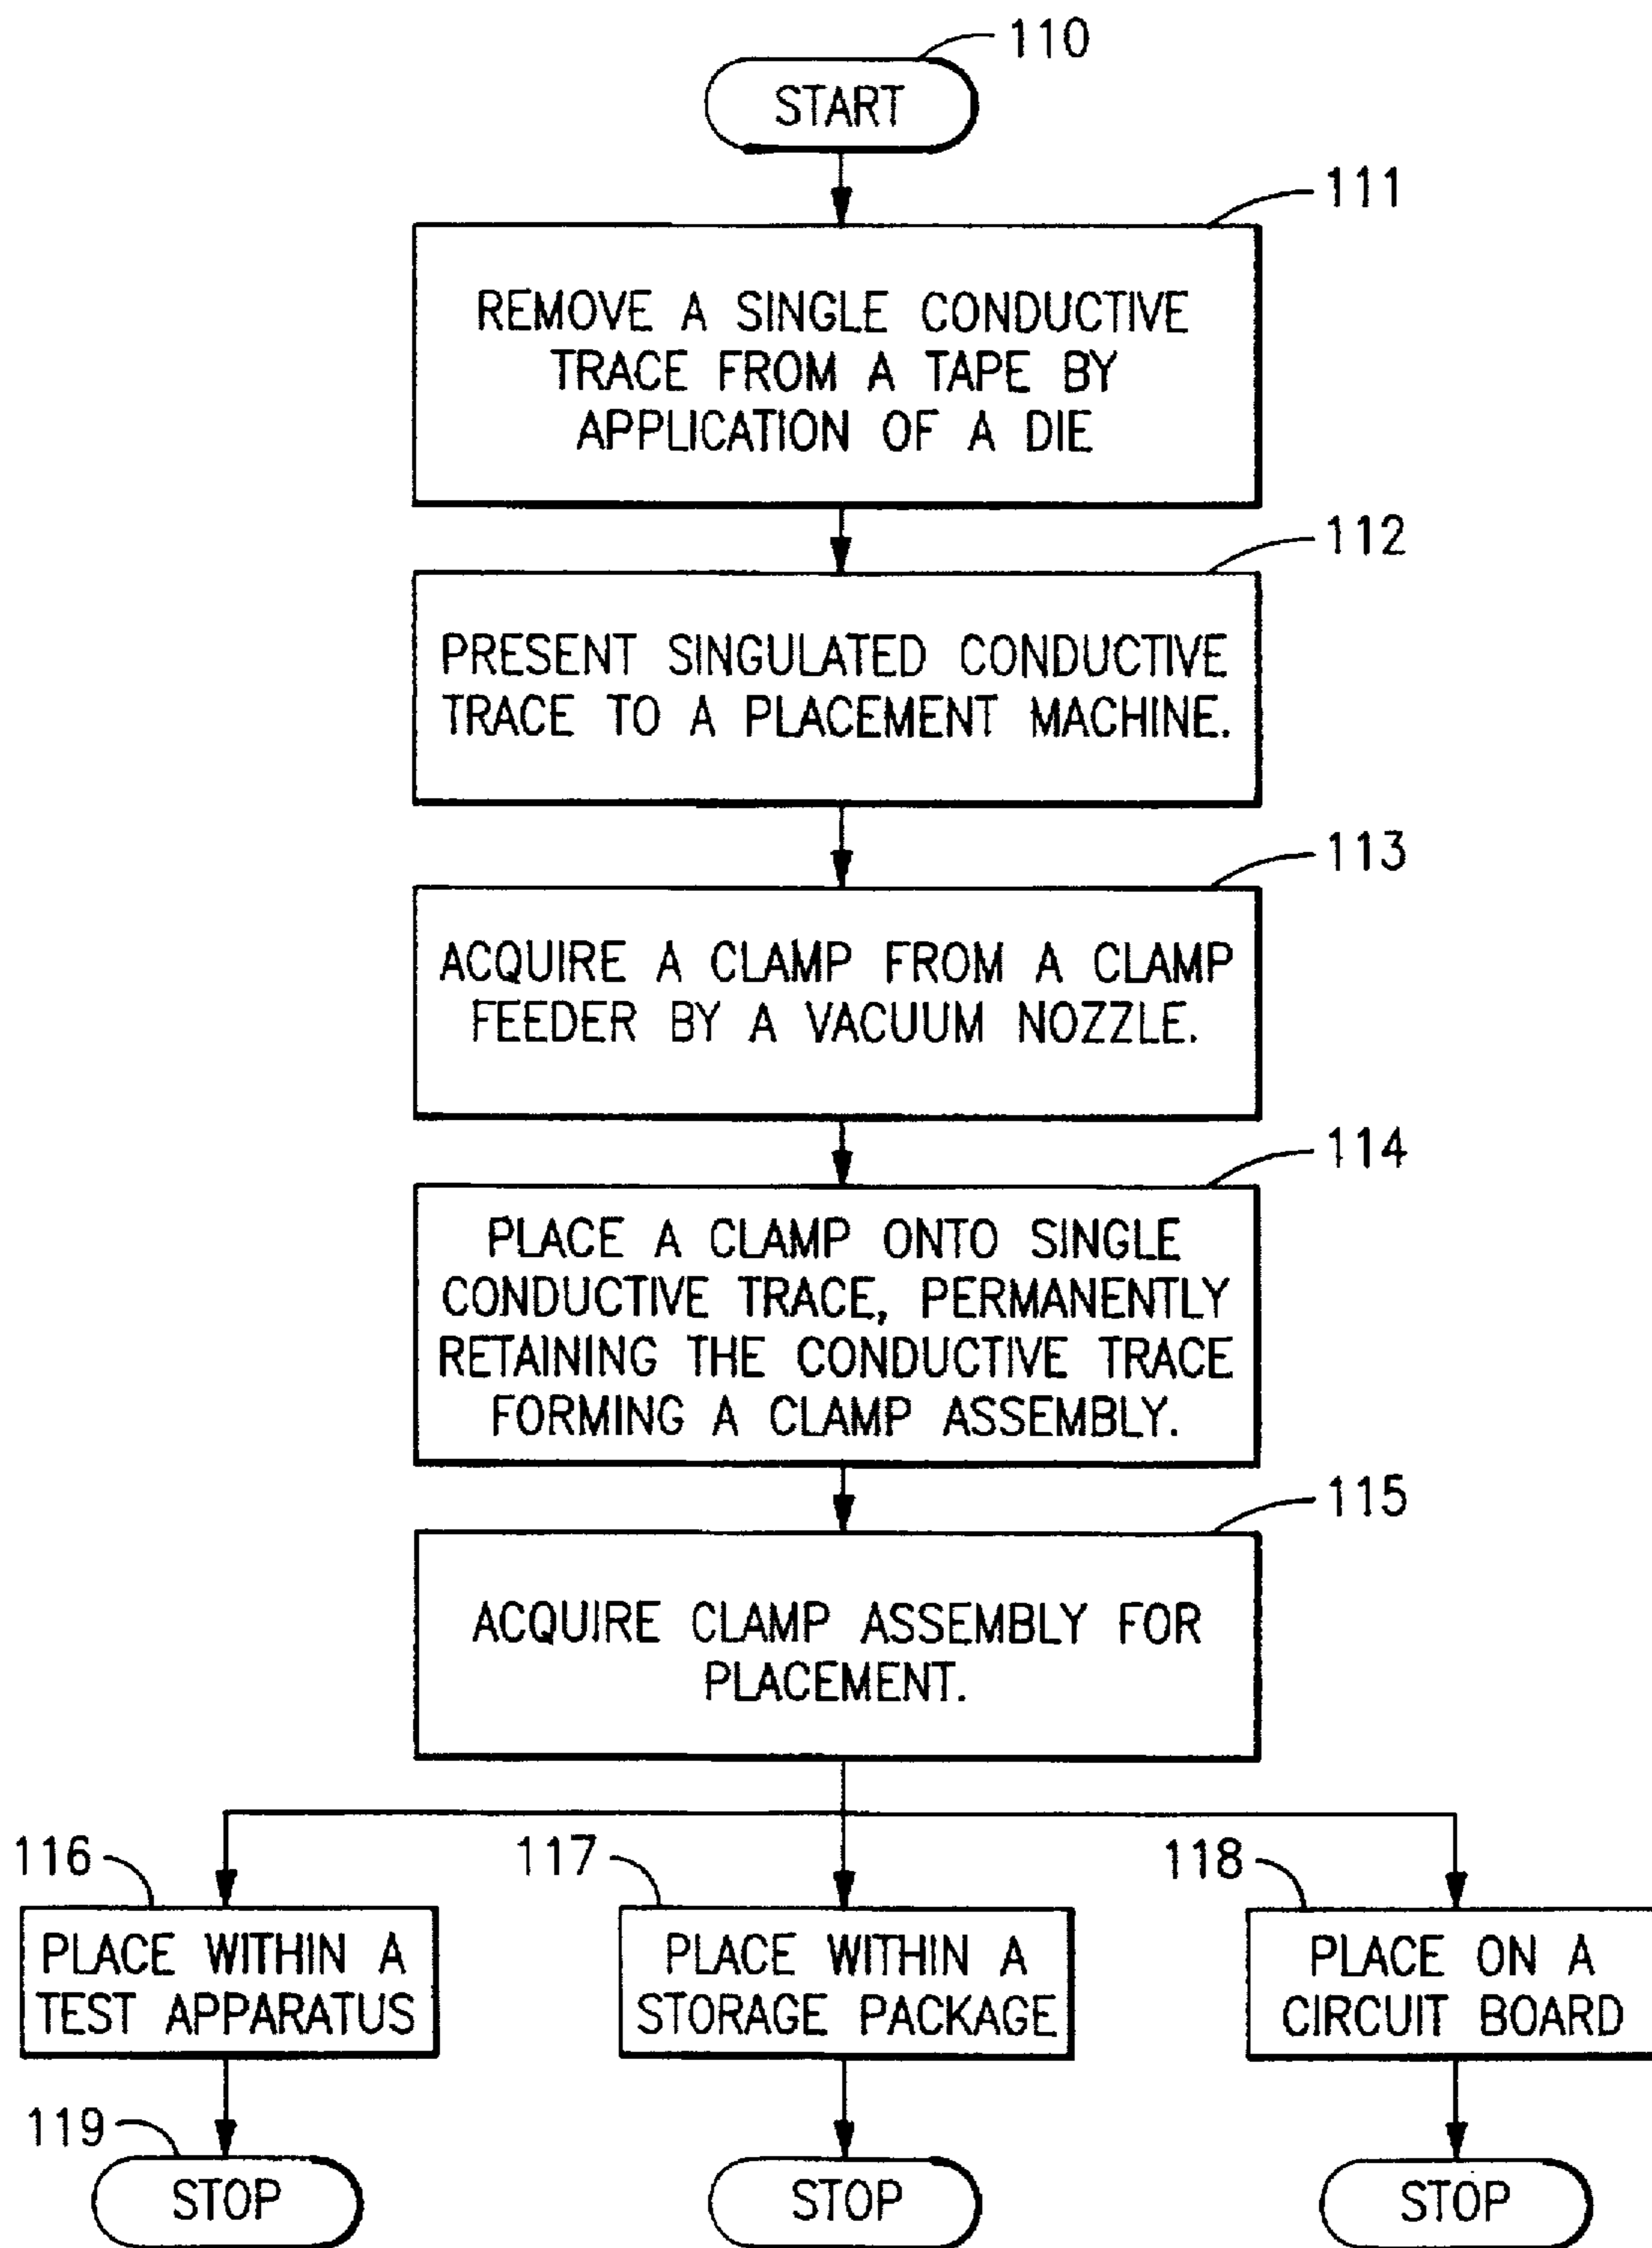 110
START
111
REMOVE A SINGLE CONDUCTIVE
TRACE FROM A TAPE BY
APPLICATION OF A DIE
112
PRESENT SINGULATED CONDUCTIVE
TRACE TO A PLACEMENT MACHINE.
113
ACQUIRE A CLAMP FROM A CLAMP
FEEDER BY A VACUUM NOZZLE.
114
PLACE A CLAMP ONTO SINGLE
CONDUCTIVE TRACE, PERMANENTLY
RETAINING THE CONDUCTIVE TRACE
FORMING A CLAMP ASSEMBLY.
115
ACQUIRE CLAMP ASSEMBLY FOR
PLACEMENT.
116
PLACE WITHIN A
TEST APPARATUS
117
PLACE WITHIN A
STORAGE PACKAGE
118
PLACE ON A
CIRCUIT BOARD
119
STOP
STOP
STOP